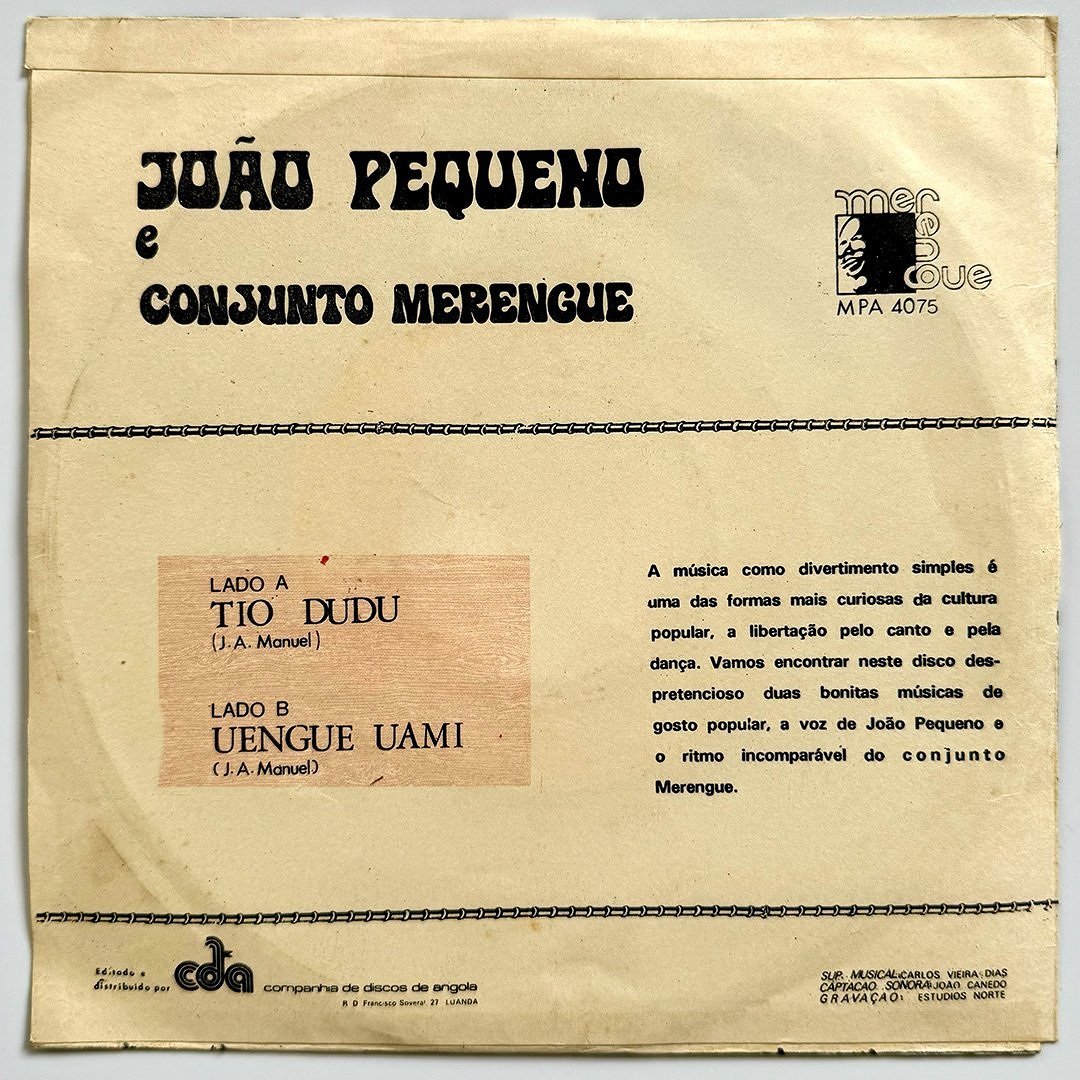 JOÃO PEQUENO
e
CONJUNTO MERENGUE
merengue
MPA 4075
LADO A
TIO DUDU
(J.A. Manuel)
LADO B
UENGUE UAMI
(J.A. Manuel)
A música como divertimento simples é
uma das formas mais curiosas da cultura
popular, a libertação pelo canto e pela
dança. Vamos encontrar neste disco des-
pretencioso duas bonitas músicas de
gosto popular, a voz de João Pequeno e
o ritmo incomparável do conjunto
Merengue.
Editado e
distribuido por
cda
companhia de discos de angola
R D Francisco Soveral 27 LUANDA
SUP. MUSICAL: CARLOS VIEIRA DIAS
CAPTACAO SONORA: JOÃO CANEDO
GRAVAÇÃO: ESTUDIOS NORTE